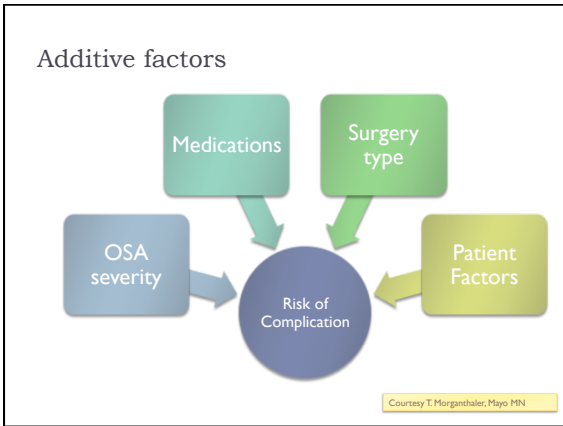 Additive factors
Medications
Surgery
type
OSA
severity
Patient
Factors
Risk of
Complication
Courtesy T. Morganthaler, Mayo MN